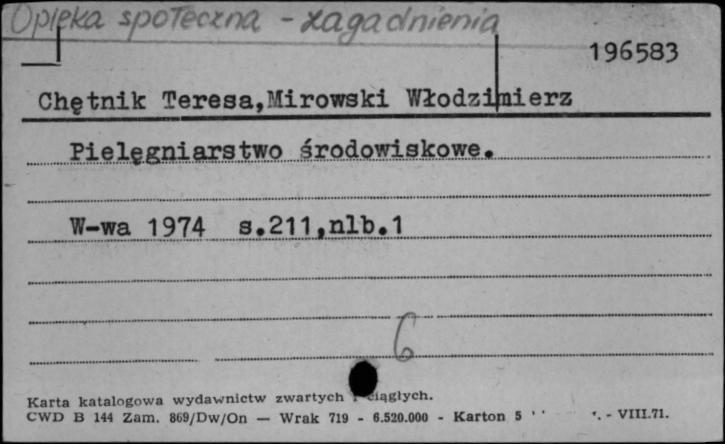 Opieka społeczna - zagadnienia
196583
Chętnik Teresa,Mirowski Włodzimierz
Pielęgniarstwo środowiskowe.
W-wa 1974 s.211,nlb.1
6
Karta katalogowa wydawnictw zwartych i ciągłych.
CWD B 144 Zam. 869/Dw/On — Wrak 719 - 6.520.000 - Karton 5 - VIII.71.